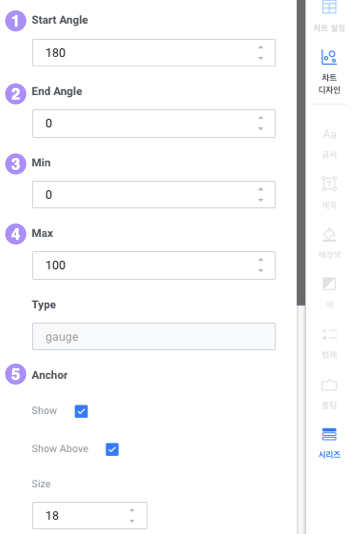 1 Start Angle
180
2 End Angle
0
3 Min
0
4 Max
100
Type
gauge
5 Anchor
Show
Show Above
Size
18
차트 설정
차트
디자인
Aa
글씨
제목
배경색
색
범례
툴팁
시리즈